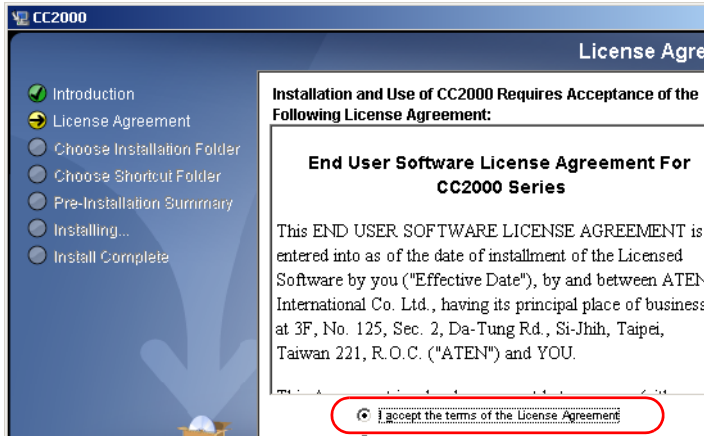 CC2000
License Agre
Introduction
License Agreement
Choose Installation Folder
Choose Shortcut Folder
Pre-Installation Summary
Installing...
Install Complete
Installation and Use of CC2000 Requires Acceptance of the
Following License Agreement:
End User Software License Agreement For
CC2000 Series
This END USER SOFTWARE LICENSE AGREEMENT is
entered into as of the date of installment of the Licensed
Software by you ("Effective Date"), by and between ATEN
International Co. Ltd., having its principal place of business
at 3F, No. 125, Sec. 2, Da-Tung Rd., Si-Jhih, Taipei,
Taiwan 221, R.O.C. ("ATEN") and YOU.
I accept the terms of the License Agreement